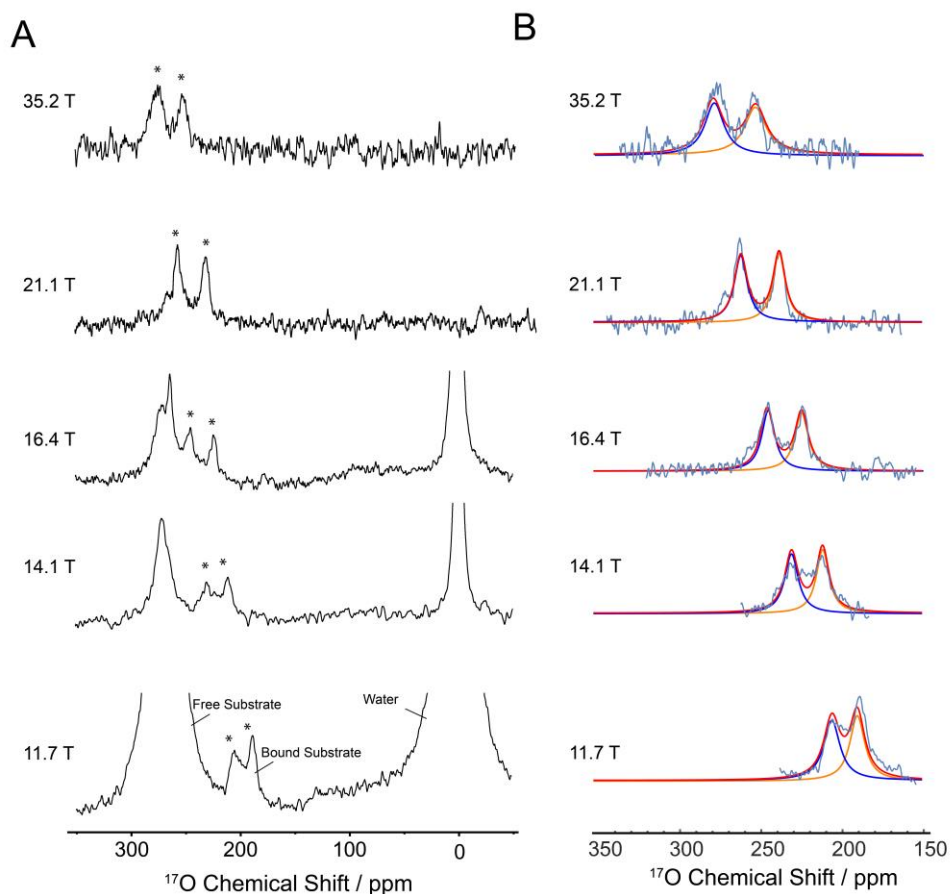 A
B
35.2 T
* *
35.2 T
21.1 T
* *
21.1 T
16.4 T
* *
16.4 T
14.1 T
* *
14.1 T
Free Substrate
Water
* *
11.7 T
Bound Substrate
11.7 T
300 200 100 0
350 300 250 200 150
¹⁷O Chemical Shift / ppm
¹⁷O Chemical Shift / ppm